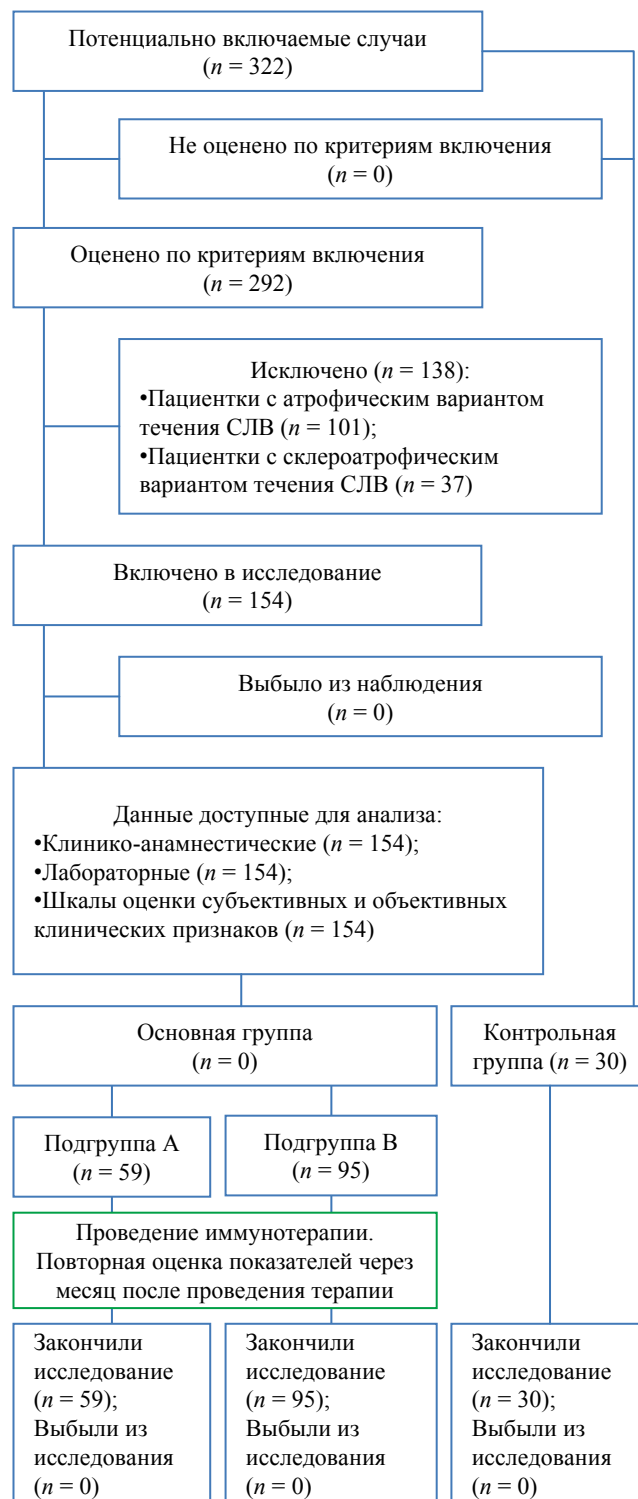 Потенциально включаемые случаи
(n = 322)
Не оценено по критериям включения
(n = 0)
Оценено по критериям включения
(n = 292)
Исключено (n = 138):
•Пациентки с атрофическим вариантом
течения СЛВ (n = 101);
•Пациентки с склероатрофическим
вариантом течения СЛВ (n = 37)
Включено в исследование
(n = 154)
Выбыло из наблюдения
(n = 0)
Данные доступные для анализа:
•Клинико-анамнестические (n = 154);
•Лабораторные (n = 154);
•Шкалы оценки субъективных и объективных
клинических признаков (n = 154)
Основная группа
(n = 0)
Контрольная
группа (n = 30)
Подгруппа А
(n = 59)
Подгруппа В
(n = 95)
Проведение иммунотерапии.
Повторная оценка показателей через
месяц после проведения терапии
Закончили
исследование
(n = 59);
Выбыли из
исследования
(n = 0)
Закончили
исследование
(n = 95);
Выбыли из
исследования
(n = 0)
Закончили
исследование
(n = 30);
Выбыли из
исследования
(n = 0)